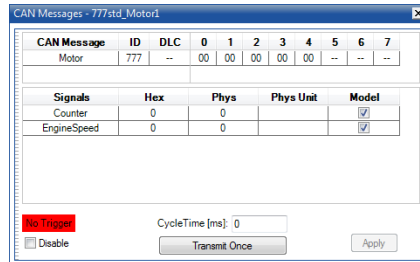 CAN Messages - 777std_Motor1
CAN Message ID DLC 0 1 2 3 4 5 6 7
Motor 777 -- 00 00 00 00 00 -- -- --
Signals Hex Phys Phys Unit Model
Counter 0 0
EngineSpeed 0 0
No Trigger CycleTime [ms]: 0
Disable Transmit Once Apply